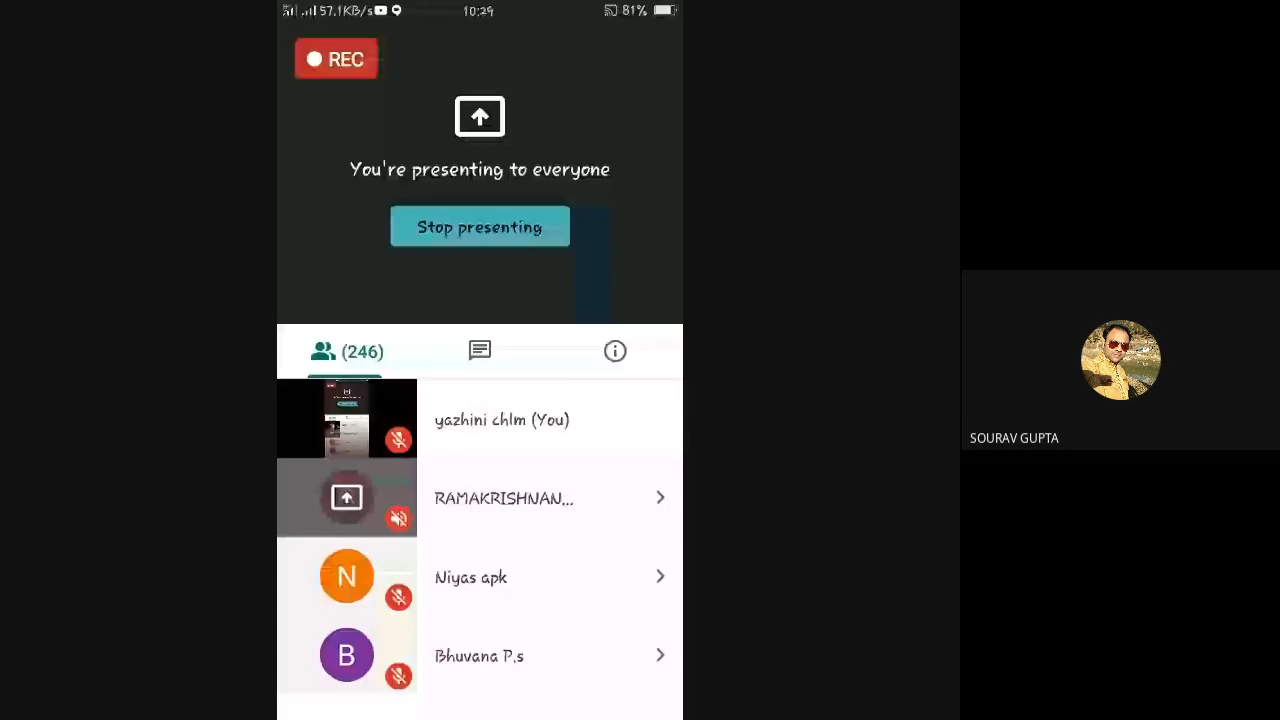 57.1KB/s
10:29
81%
REC
You're presenting to everyone
Stop presenting
(246)
yazhini chlm (You)
RAMAKRISHNAN...
N
Niyas apk
B
Bhuvana P.s
SOURAV GUPTA